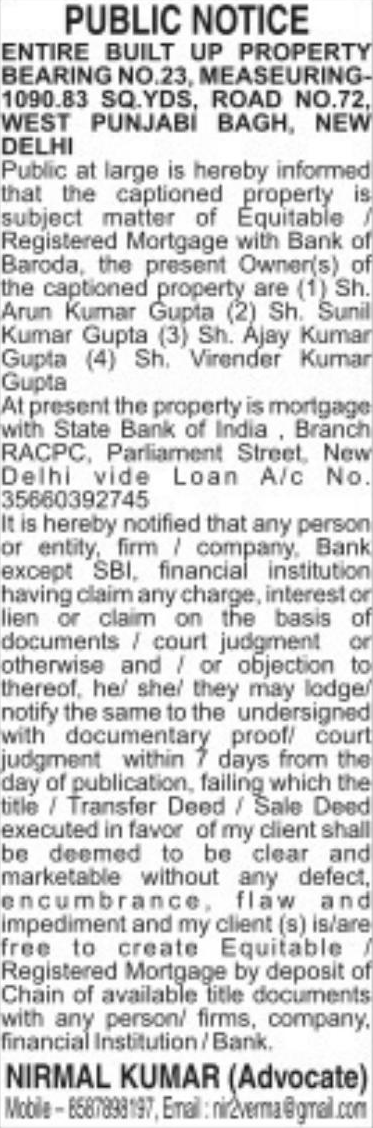 PUBLIC NOTICE
ENTIRE BUILT UP PROPERTY
BEARING NO.23, MEASEURING-
1090.83 SQ.YDS, ROAD NO.72,
WEST PUNJABI BAGH, NEW
DELHI
Public at large is hereby informed
that the captioned property is
subject matter of Equitable /
Registered Mortgage with Bank of
Baroda, the present Owner(s) of
the captioned property are (1) Sh.
Arun Kumar Gupta (2) Sh. Sunil
Kumar Gupta (3) Sh. Ajay Kumar
Gupta (4) Sh. Virender Kumar
Gupta
At present the property is mortgage
with State Bank of India , Branch
RACPC, Parliament Street, New
Delhi vide Loan A/c No.
35660392745
It is hereby notified that any person
or entity, firm / company, Bank
except SBI, financial institution
having claim any charge, interest or
lien or claim on the basis of
documents / court judgment or
otherwise and / or objection to
thereof, he/ she/ they may lodge/
notify the same to the undersigned
with documentary proof/ court
judgment within 7 days from the
day of publication, failing which the
title / Transfer Deed / Sale Deed
executed in favor of my client shall
be deemed to be clear and
marketable without any defect,
encumbrance, flaw and
impediment and my client (s) is/are
free to create Equitable /
Registered Mortgage by deposit of
Chain of available title documents
with any person/ firms, company,
financial Institution / Bank.
NIRMAL KUMAR (Advocate)
Mobile – 8587898197, Email : nir2verma@gmail.com